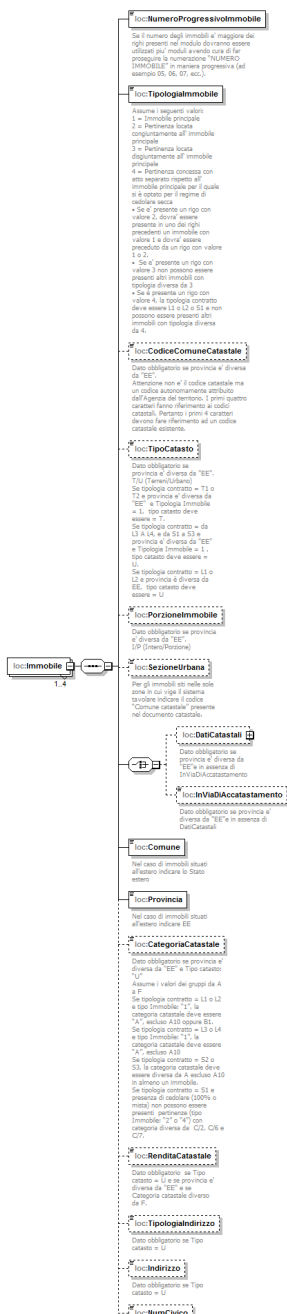 loc:NumeroProgressivoImmobile
Se il numero degli immobili e' maggiore dei
righi presenti nel modulo dovranno essere
utilizzati piu' moduli avendo cura di far
proseguire la numerazione "NUMERO
IMMOBILE" in maniera progressiva (ad
esempio 05, 06, 07, ecc.).
loc:TipologiaImmobile
Assume i seguenti valori:
1 = Immobile principale
2 = Pertinenza locata
congiuntamente all' immobile
principale
3 = Pertinenza locata
disgiuntamente all' immobile
principale
4 = Pertinenza concessa con
atto separato rispetto all'
immobile principale per il quale
si è optato per il regime di
cedolare secca
• Se e' presente un rigo con
valore 2, dovra' essere
presente in uno dei righi
precedenti un immobile con
valore 1 e dovra' essere
preceduto da un rigo con valore
1 o 2.
• Se e' presente un rigo con
valore 3 non possono essere
presenti altri immobili con
tipologia diversa da 3
• Se è presente un rigo con
valore 4, la tipologia contratto
deve essere L1 o L2 o S1 e non
possono essere presenti altri
immobili con tipologia diversa
da 4.
loc:CodiceComuneCatastale
Dato obbligatorio se provincia e' diversa
da "EE".
Attenzione non e' il codice catastale ma
un codice autonomamente attribuito
dall'Agenzia del territorio. I primi quattro
caratteri fanno riferimento ai codici
catastali. Pertanto i primi 4 caratteri
devono fare riferimento ad un codice
catastale esistente.
loc:TipoCatasto
Dato obbligatorio se
provincia e' diversa da "EE".
T/U (Terreni/Urbano)
Se tipologia contratto = T1 o
T2 e provincia e' diversa da
"EE" e Tipologia Immobile
= 1, tipo catasto deve
essere = T.
Se tipologia contratto = da
L3 A L4, e da S1 a S3 e
provincia e' diversa da "EE"
e Tipologia Immobile = 1 ,
tipo catasto deve essere =
U.
Se tipologia contratto = L1 o
L2 e provincia è diversa da
EE, tipo catasto deve
essere = U
loc:PorzioneImmobile
Dato obbligatorio se provincia
e' diversa da "EE".
I/P (Intero/Porzione)
loc:Immobile
1..4
loc:SezioneUrbana
Per gli immobili siti nelle sole
zone in cui vige il sistema
tavolare indicare il codice
"Comune catastale" presente
nel documento catastale.
loc:DatiCatastali
Dato obbligatorio se
provincia e' diversa da
"EE"e in assenza di
InViaDiAccatastamento
loc:InViaDiAccatastamento
Dato obbligatorio se provincia e'
diversa da "EE"e in assenza di
DatiCatastali
loc:Comune
Nel caso di immobili situati
all'estero indicare lo Stato
estero
loc:Provincia
Nel caso di immobili situati
all'estero indicare EE
loc:CategoriaCatastale
Dato obbligatorio se provincia e'
diversa da "EE" e Tipo catasto:
"U"
Assume i valori dei gruppi da A
a F
Se tipologia contratto = L1 o L2
e tipo Immobile: "1", la
categoria catastale deve essere
"A", escluso A10 oppure B1.
Se tipologia contratto = L3 o L4
e tipo Immobile: "1", la
categoria catastale deve essere
"A", escluso A10
Se tipologia contratto = S2 o
S3, la categoria catastale deve
essere diversa da A escluso A10
in almeno un immobile.
Se tipologia contratto = S1 e
presenza di cedolare (100% o
mista) non possono essere
presenti pertinenze (tipo
Immobile: "2" o "4") con
categoria diversa da C/2, C/6 e
C/7.
loc:RenditaCatastale
Dato obbligatorio se Tipo
catasto = U e se provincia e'
diversa da "EE" e se
Categoria catastale diverso
da F.
loc:TipologiaIndirizzo
Dato obbligatorio se Tipo
catasto = U
loc:Indirizzo
Dato obbligatorio se Tipo
catasto = U
loc:NumCivico